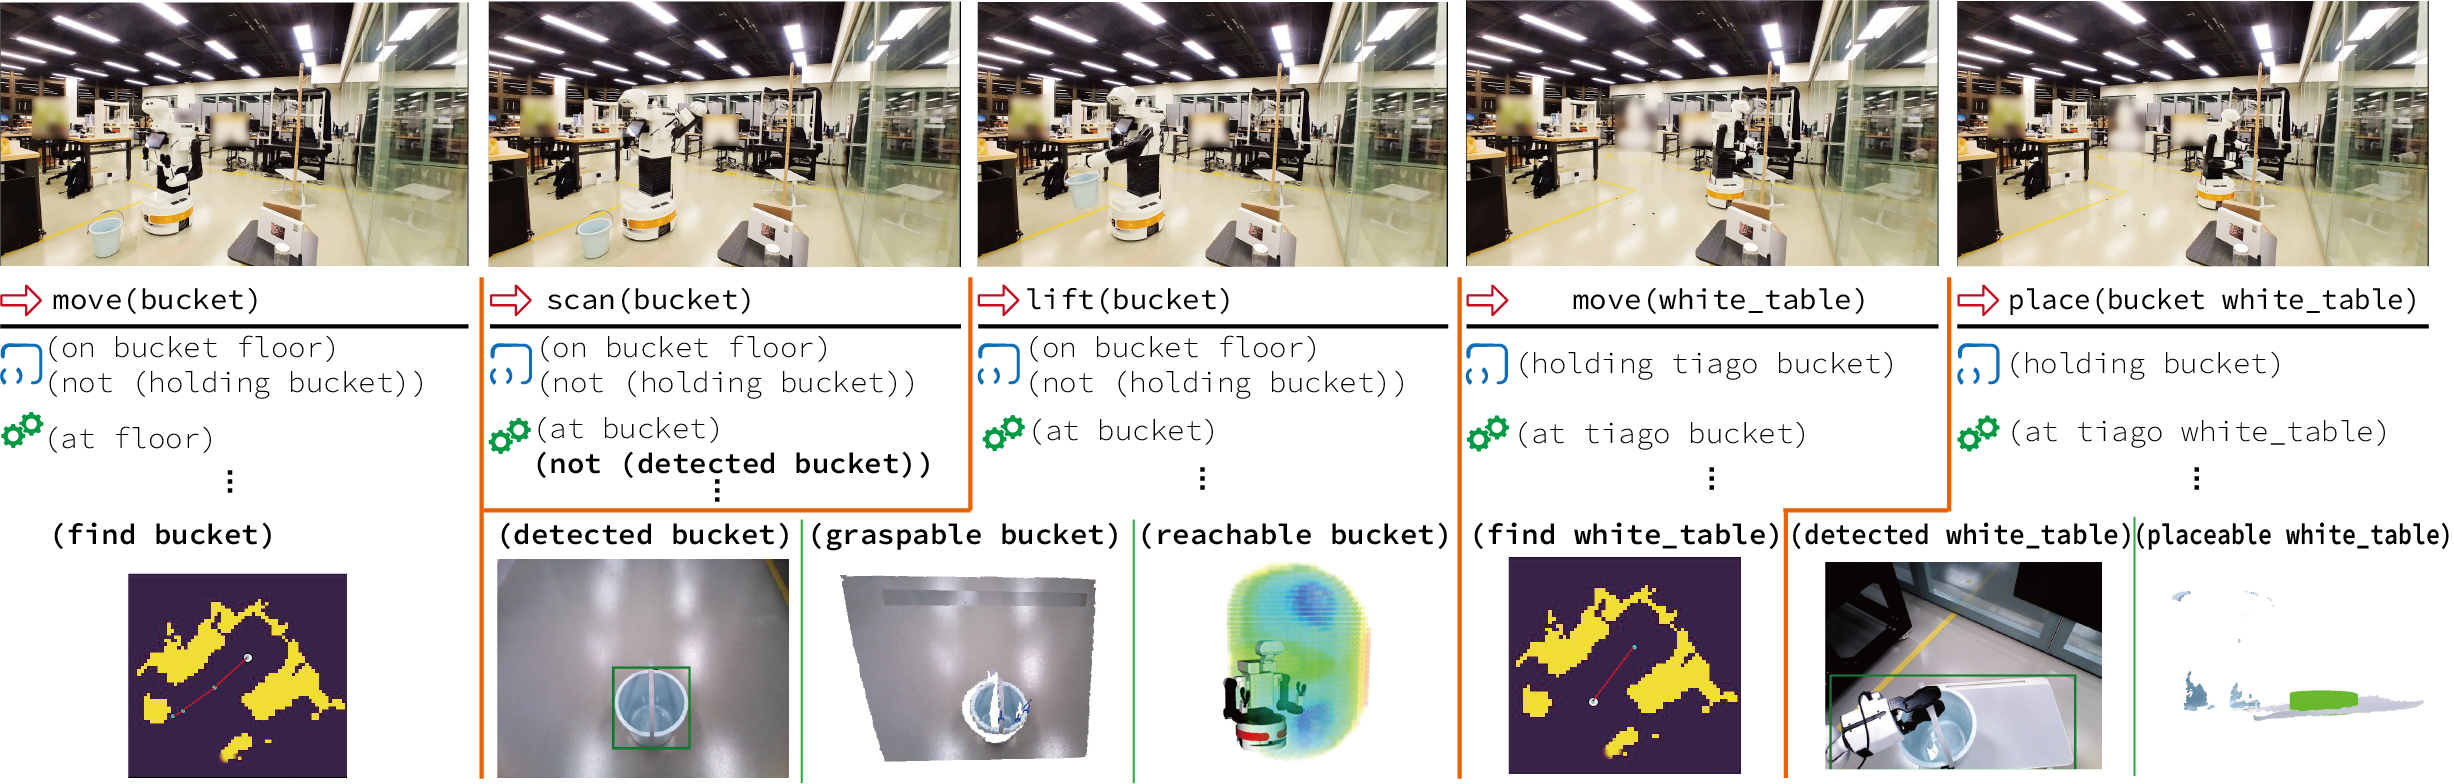 move(bucket)
(on bucket floor)
(not (holding bucket))
(at floor)
⋮
(find bucket)
scan(bucket)
(on bucket floor)
(not (holding bucket))
(at bucket)
(not (detected bucket))
⋮
lift(bucket)
(on bucket floor)
(not (holding bucket))
(at bucket)
⋮
(detected bucket)
(graspable bucket)
(reachable bucket)
move(white_table)
(holding tiago bucket)
(at tiago bucket)
⋮
(find white_table)
place(bucket white_table)
(holding bucket)
(at tiago white_table)
⋮
(detected white_table)
(placeable white_table)